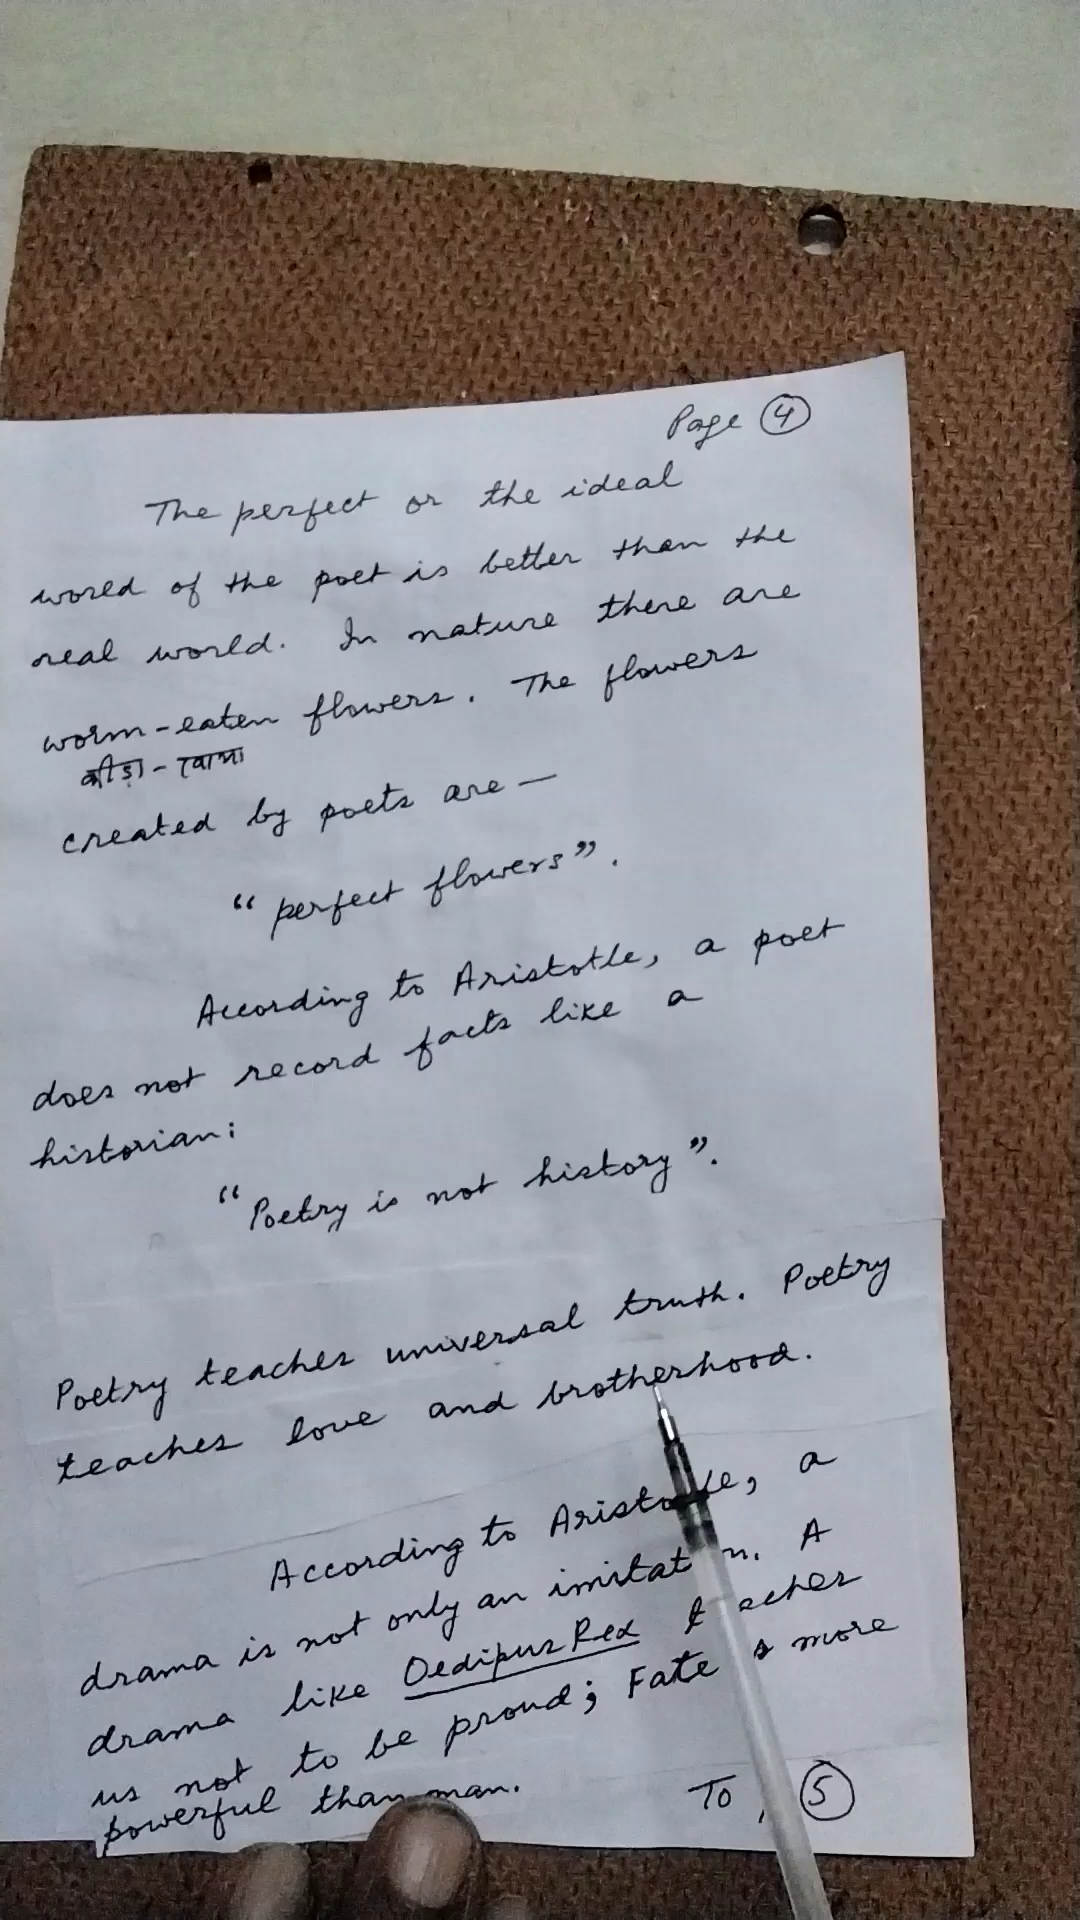 Page 4
The perfect or the ideal
world of the poet is better than the
real world. In nature there are
worm-eaten flowers. The flowers
कीड़ा-खाया
created by poets are —
"perfect flowers".
According to Aristotle, a poet
does not record facts like a
historian:
"Poetry is not history".
Poetry teaches universal truth. Poetry
teaches love and brotherhood.
According to Aristotle, a
drama is not only an imitation. A
drama like Oedipus Rex teaches
us not to be proud; Fate is more
powerful than man.
To, 5